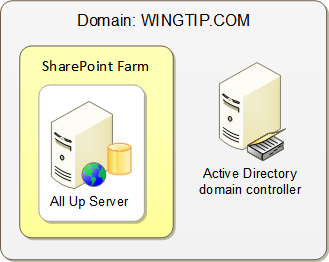 Domain: WINGTIP.COM
SharePoint Farm
All Up Server
Active Directory
domain controller